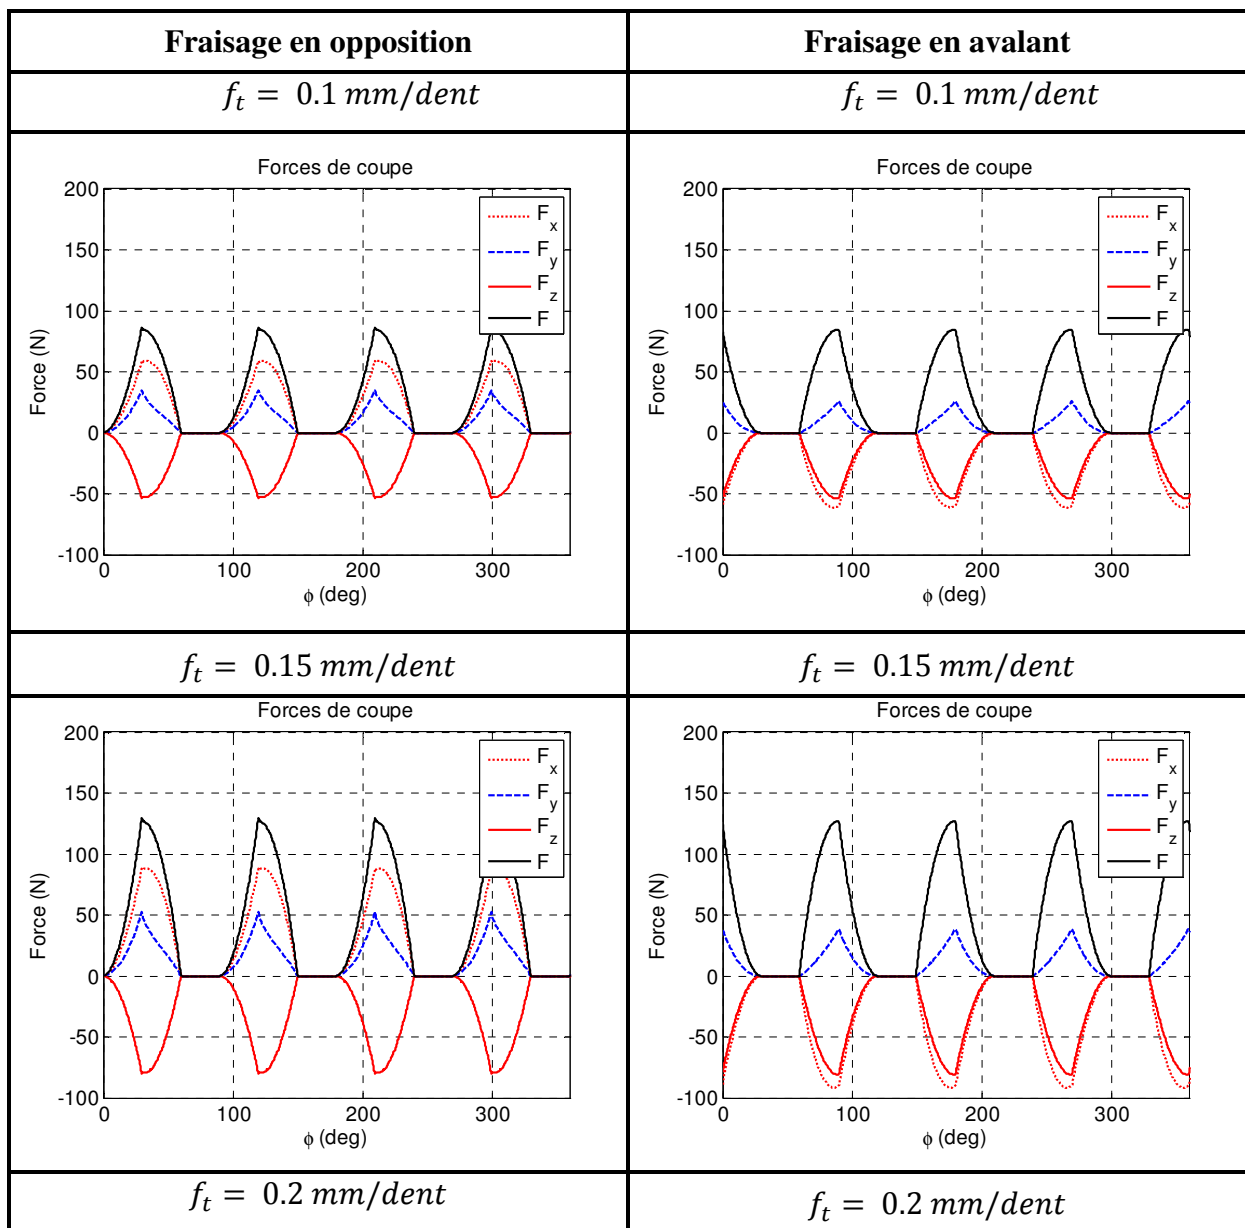 Fraisage en opposition
Fraisage en avalant
f_t = 0.1 mm/dent
f_t = 0.1 mm/dent
Forces de coupe
200
150
100
50
0
-50
-100
Force (N)
0 100 200 300
ϕ (deg)
F_x
F_y
F_z
F
Forces de coupe
200
150
100
50
0
-50
-100
Force (N)
0 100 200 300
ϕ (deg)
F_x
F_y
F_z
F
f_t = 0.15 mm/dent
f_t = 0.15 mm/dent
Forces de coupe
200
150
100
50
0
-50
-100
Force (N)
0 100 200 300
ϕ (deg)
F_x
F_y
F_z
F
Forces de coupe
200
150
100
50
0
-50
-100
Force (N)
0 100 200 300
ϕ (deg)
F_x
F_y
F_z
F
f_t = 0.2 mm/dent
f_t = 0.2 mm/dent